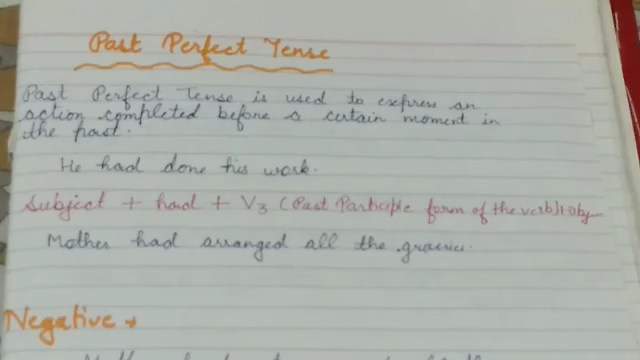 Past Perfect Tense
Past Perfect Tense is used to express an
action completed before a certain moment in
the past.
He had done his work.
Subject + had + V3 (Past Participle form of the verb) + obj
Mother had arranged all the
Negative →
Mother